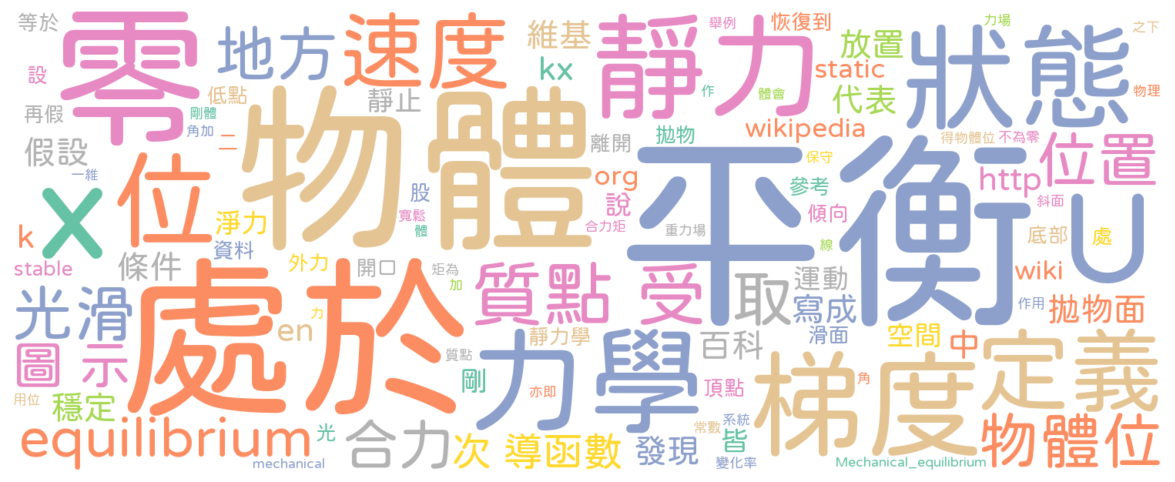 等於
零
地方
速度
維基
舉例
恢復到
力場
之下
設
kx
靜力
放置
狀態
static
低點
靜止
作
體會
代表
物理
再假
剛體
角加
物體
離開
拋物
wikipedia
得物體位
不為零
二
假設
平衡
保守
位置
x
位
一維
股
org
參考
http
寬鬆
說
傾向
斜面
k
淨力
體
合力矩
重力場
線
底部
處
U
資料
stable
條件
外力
開口
矩為
質點
受
取
運動
wiki
加
光滑
處於
寫成
作用
拋物面
en
力
力學
靜力學
滑面
空間
中
定義
圖示
質點
百科
梯度
剛
頂點
角
用位
穩定
亦即
equilibrium
光
合力
次
導函數
發現
系統
常數
皆
物體位
mechanical
變化率
Mechanical_equilibrium